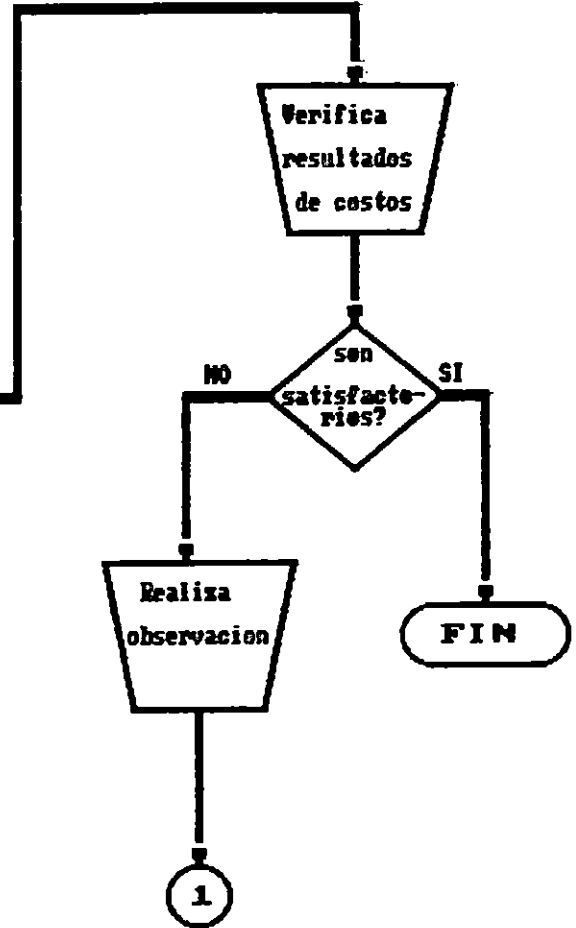 Verifica
resultados
de costos
son
satisfacto-
rios?
NO
SI
Realiza
observacion
FIN
1